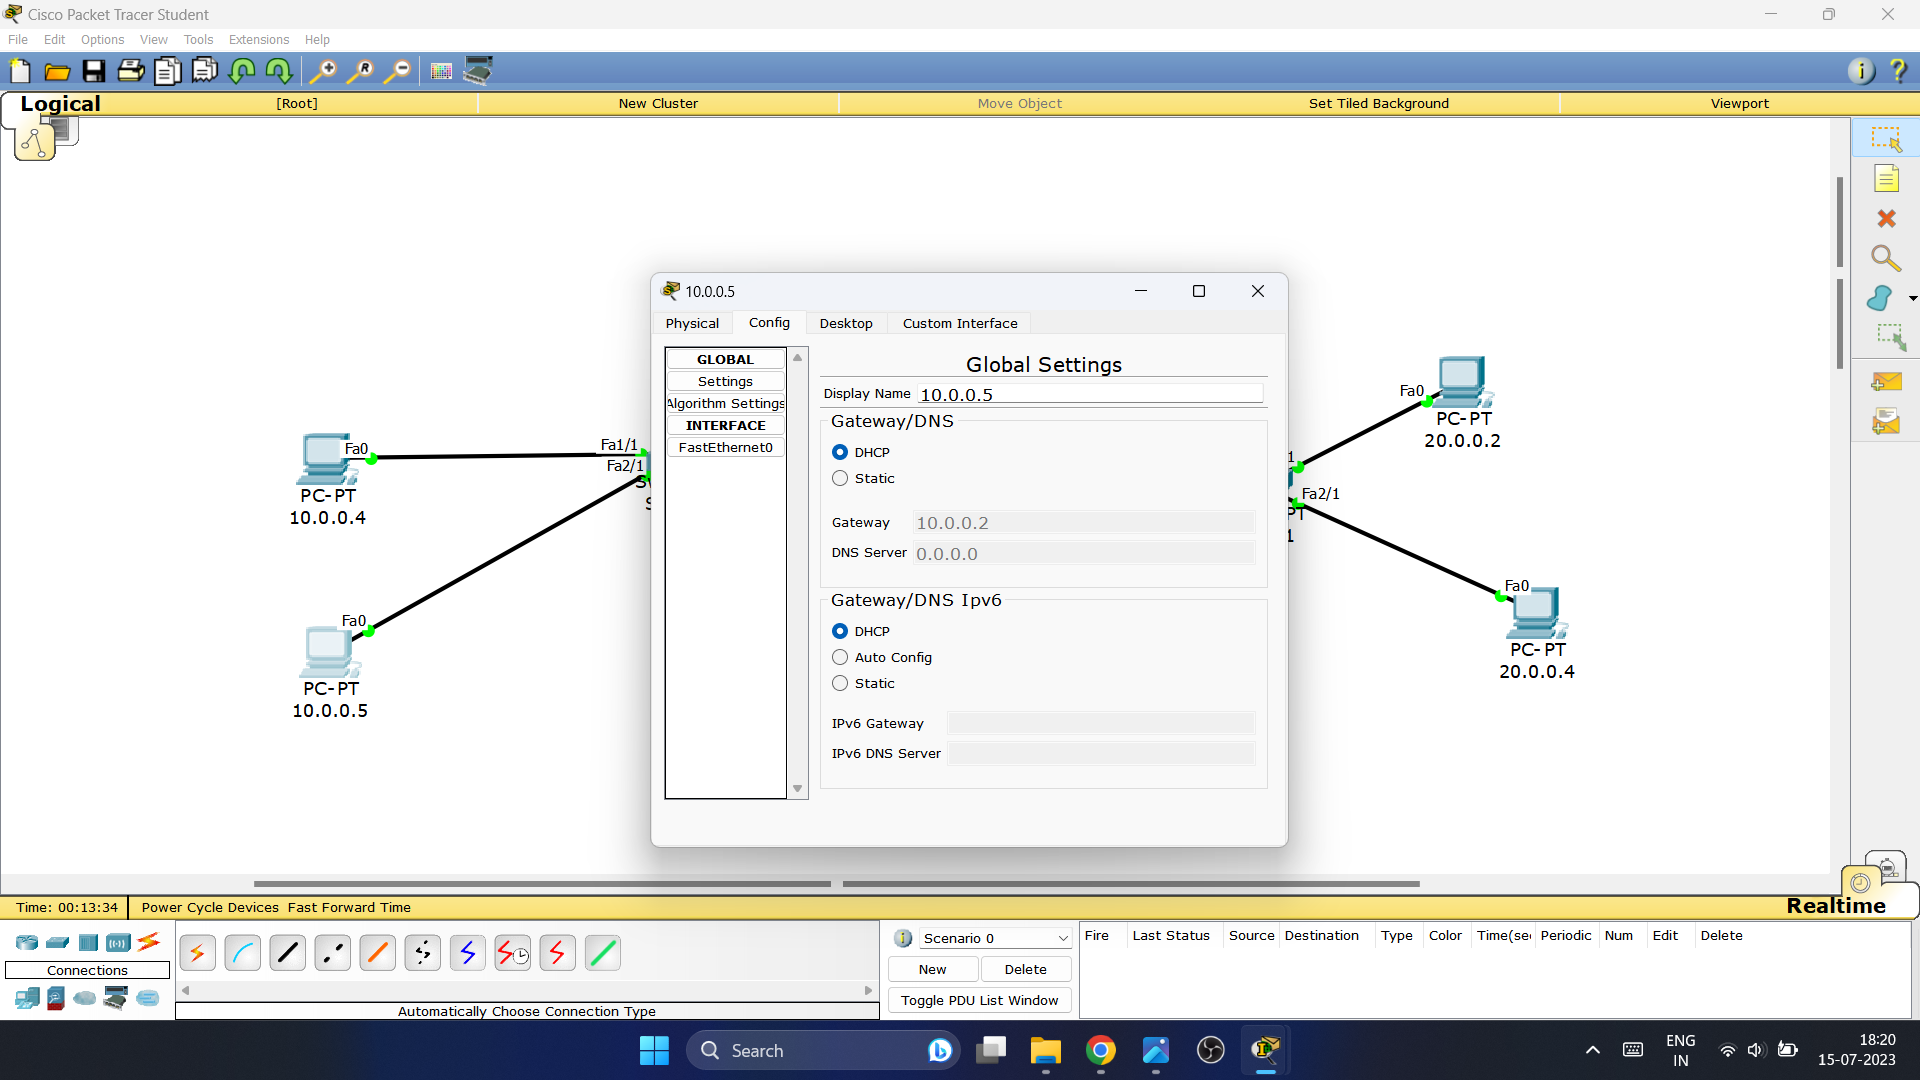 Cisco Packet Tracer Student
File Edit Options View Tools Extensions Help
Logical [Root] New Cluster Move Object Set Tiled Background Viewport
10.0.0.5
Physical Config Desktop Custom Interface
GLOBAL
Settings
Algorithm Settings
INTERFACE
FastEthernet0
Global Settings
Display Name 10.0.0.5
Gateway/DNS
DHCP
Static
Gateway 10.0.0.2
DNS Server 0.0.0.0
Gateway/DNS Ipv6
DHCP
Auto Config
Static
IPv6 Gateway
IPv6 DNS Server
Fa0
PC-PT
10.0.0.4
Fa1/1
Fa2/1
Fa0
PC-PT
10.0.0.5
Fa0
PC-PT
20.0.0.2
1
Fa2/1
PT
1
Fa0
PC-PT
20.0.0.4
Time: 00:13:34 Power Cycle Devices Fast Forward Time
Realtime
Connections
Automatically Choose Connection Type
Scenario 0
New Delete
Toggle PDU List Window
Fire Last Status Source Destination Type Color Time(sec Periodic Num Edit Delete
Search
ENG
IN
18:20
15-07-2023